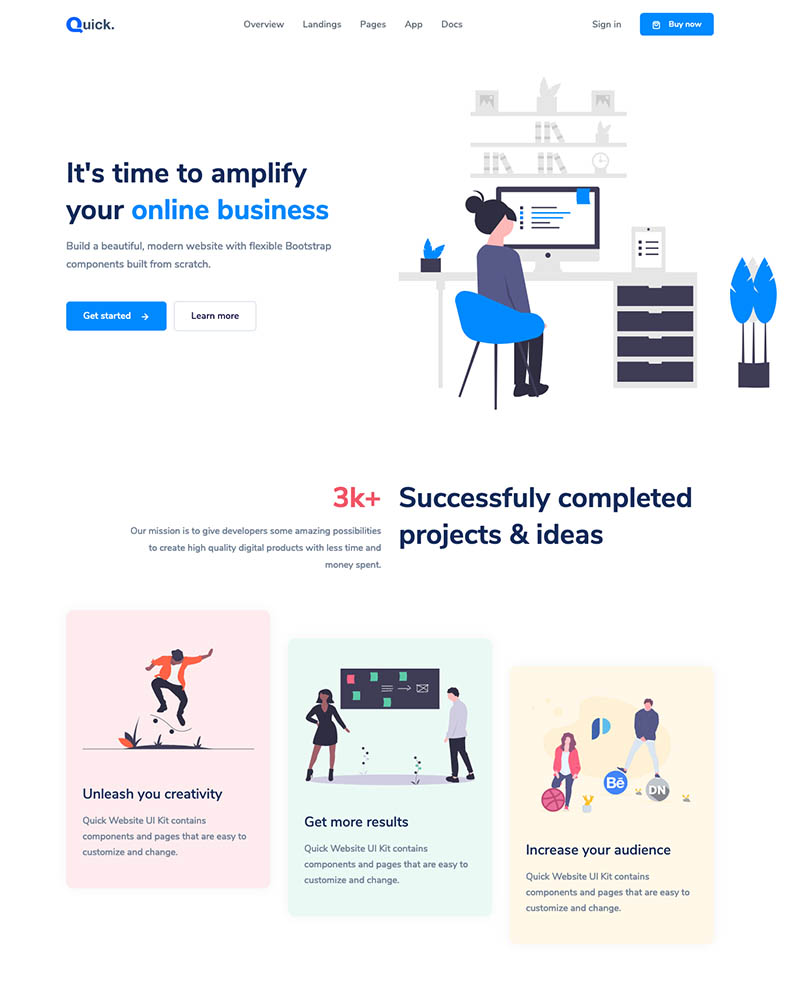 Quick.
Overview Landings Pages App Docs
Sign in Buy now
It's time to amplify
your online business
Build a beautiful, modern website with flexible Bootstrap
components built from scratch.
Get started → Learn more
3k+
Our mission is to give developers some amazing possibilities
to create high quality digital products with less time and
money spent.
Successfuly completed
projects & ideas
Unleash you creativity
Quick Website UI Kit contains
components and pages that are easy to
customize and change.
Get more results
Quick Website UI Kit contains
components and pages that are easy to
customize and change.
Bē
DN
Increase your audience
Quick Website UI Kit contains
components and pages that are easy to
customize and change.